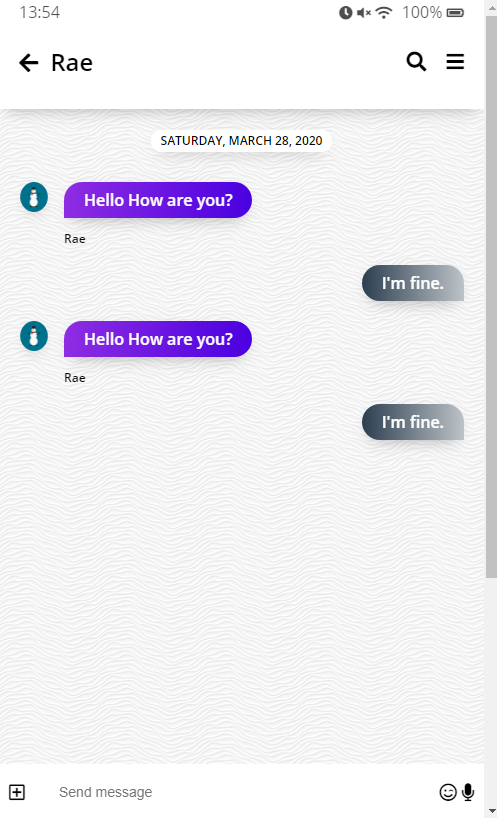 13:54 100%
Rae
SATURDAY, MARCH 28, 2020
Hello How are you?
Rae
I'm fine.
Hello How are you?
Rae
I'm fine.
Send message